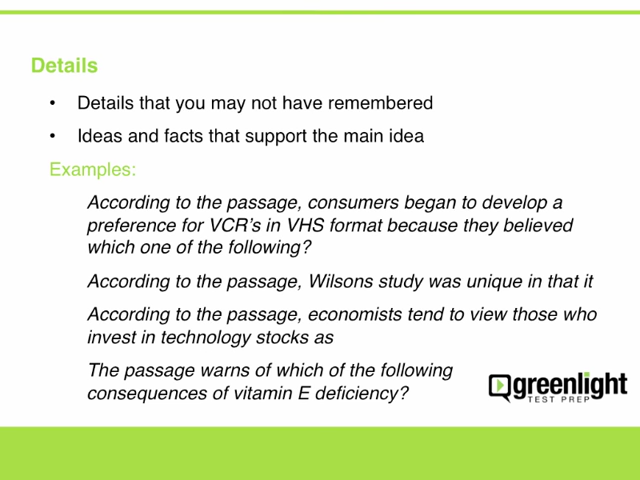 Details
• Details that you may not have remembered
• Ideas and facts that support the main idea
Examples:
According to the passage, consumers began to develop a
preference for VCR's in VHS format because they believed
which one of the following?
According to the passage, Wilsons study was unique in that it
According to the passage, economists tend to view those who
invest in technology stocks as
The passage warns of which of the following
consequences of vitamin E deficiency?
greenlight
TEST PREP